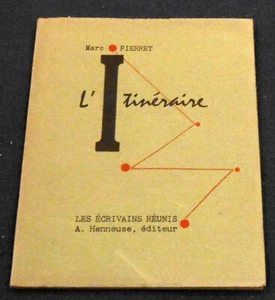 Marc PIERRET
L'Itinéraire
LES ÉCRIVAINS RÉUNIS
A. Henneuse, éditeur